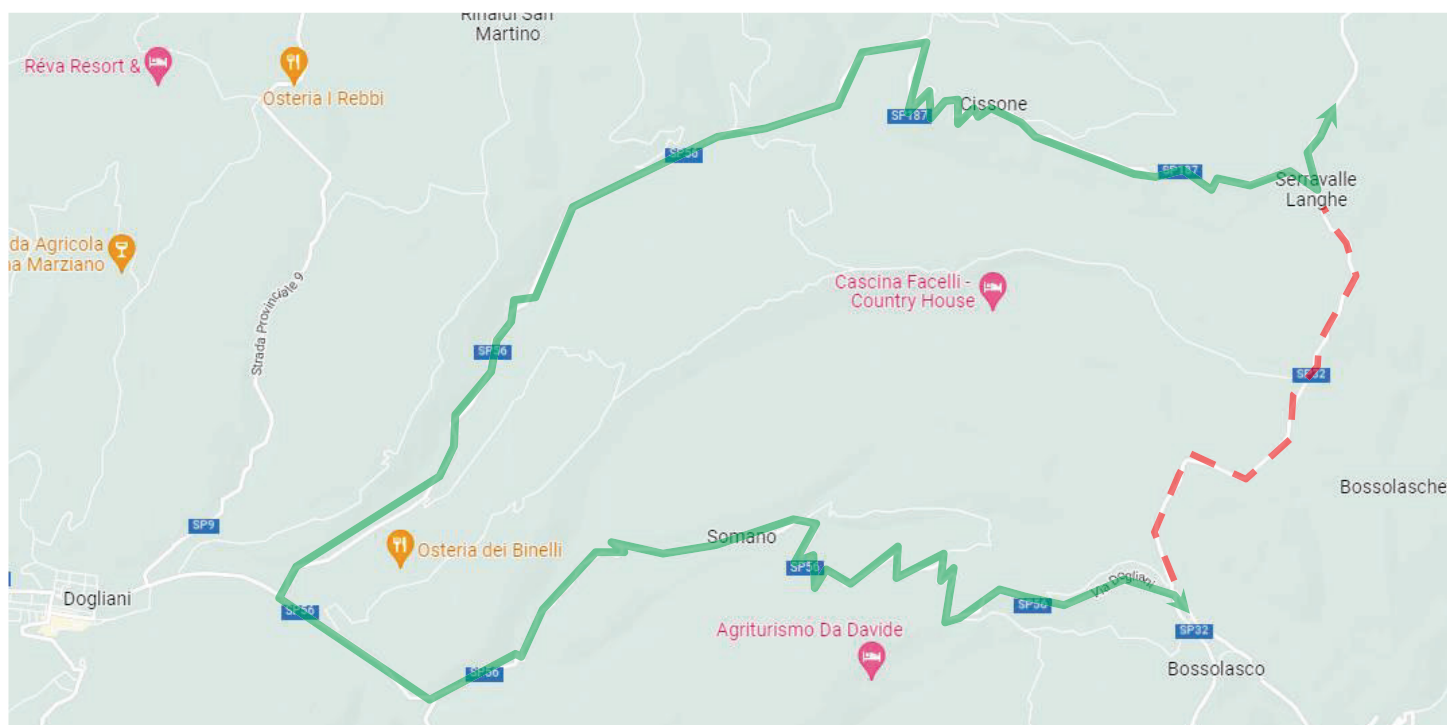 Rinaldi San
Martino
Réva Resort &
Osteria I Rebbi
Cissone
SP187
SP56
SP187
Serravalle
Langhe
da Agricola
na Marziano
Cascina Facelli -
Country House
Strada Provinciale 9
SP56
SP32
Bossolasche
SP9
Osteria dei Binelli
Somano
SP56
Via Dogliani
Dogliani
SP56
SP56
Agriturismo Da Davide
SP32
SP56
Bossolasco